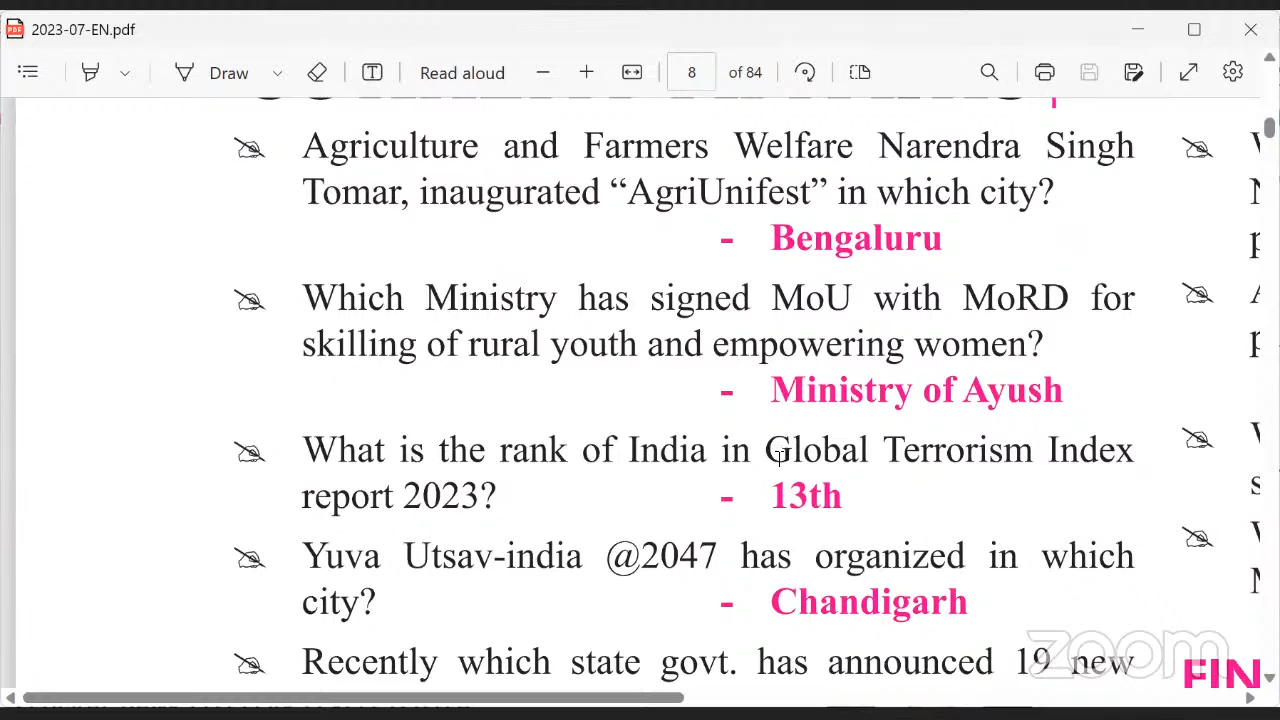 2023-07-EN.pdf
Draw
Read aloud
8
of 84
Agriculture and Farmers Welfare Narendra Singh
Tomar, inaugurated “AgriUnifest” in which city?
- Bengaluru
Which Ministry has signed MoU with MoRD for
skilling of rural youth and empowering women?
- Ministry of Ayush
What is the rank of India in Global Terrorism Index
report 2023? - 13th
Yuva Utsav-india @2047 has organized in which
city? - Chandigarh
Recently which state govt. has announced 19 new
zoom
FIN